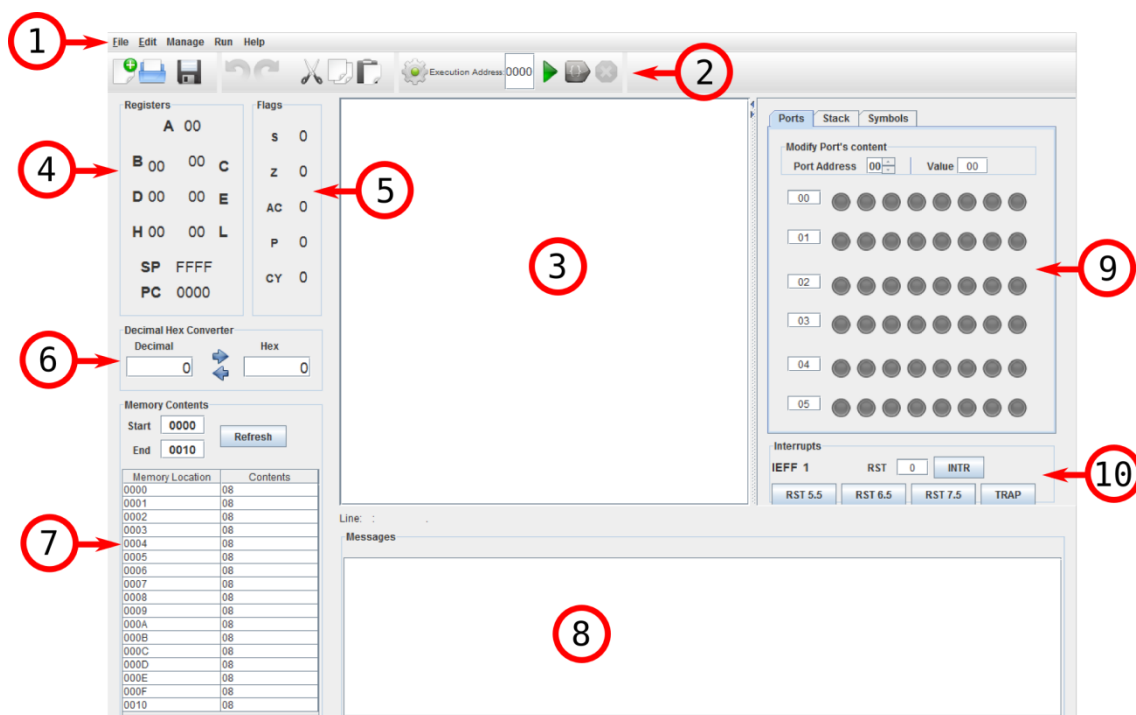 1
File Edit Manage Run Help
Execution Address: 0000
2
Registers
A 00
B 00 00 C
D 00 00 E
H 00 00 L
SP FFFF
PC 0000
4
Flags
S 0
Z 0
AC 0
P 0
CY 0
5
3
Ports Stack Symbols
Modify Port's content
Port Address 00 Value 00
00
01
02
03
04
05
9
Decimal Hex Converter
Decimal Hex
0 0
6
Memory Contents
Start 0000
End 0010
Refresh
Memory Location Contents
0000 08
0001 08
0002 08
0003 08
0004 08
0005 08
0006 08
0007 08
0008 08
0009 08
000A 08
000B 08
000C 08
000D 08
000E 08
000F 08
0010 08
7
Interrupts
IEFF 1 RST 0 INTR
RST 5.5 RST 6.5 RST 7.5 TRAP
10
Line: : .
Messages
8